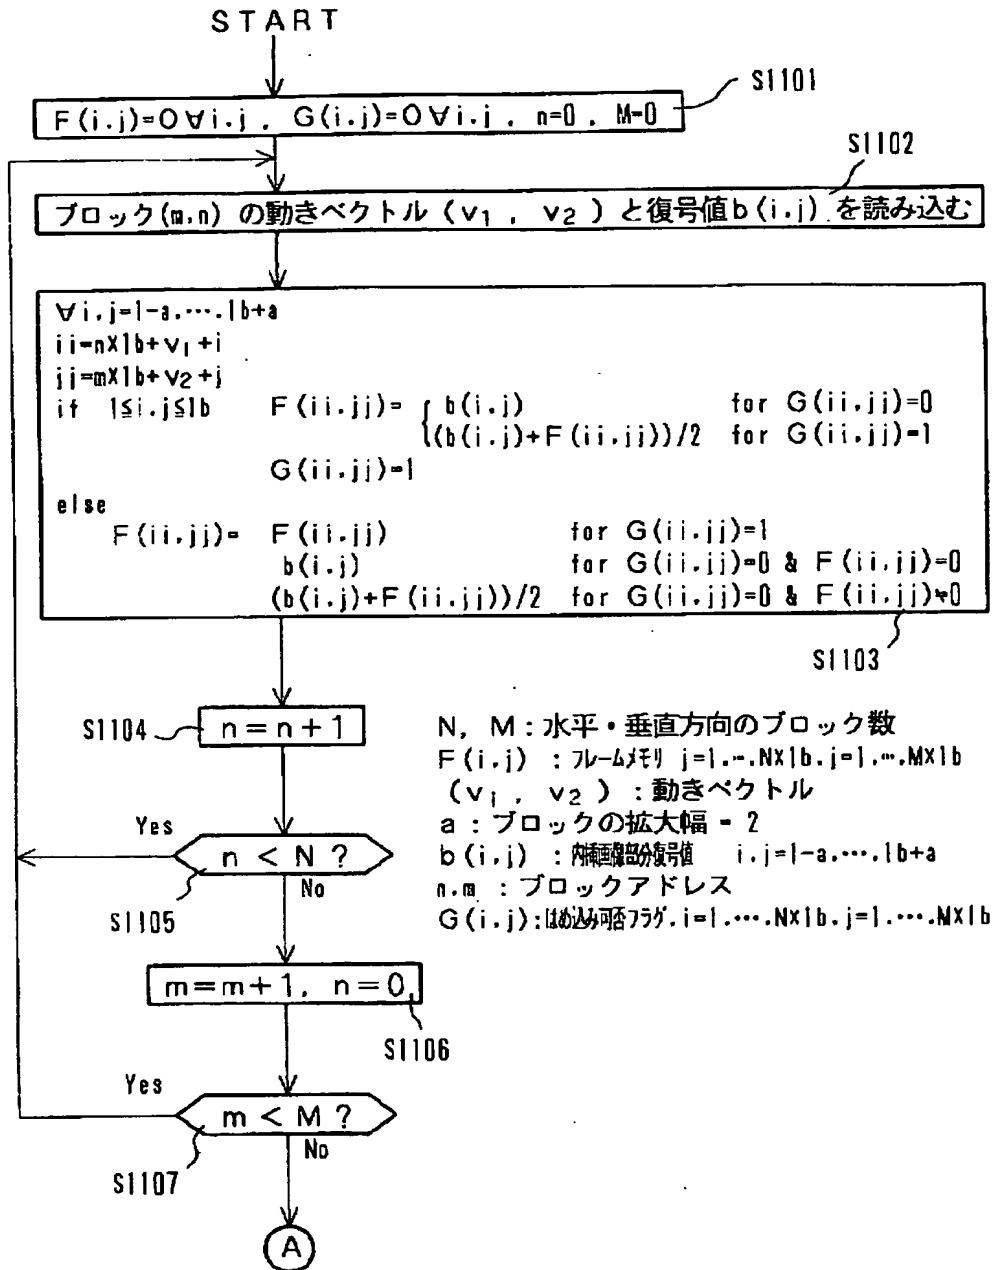 START
S1101
F(i.j)=0∀i.j , G(i.j)=0∀i.j , n=0 , M=0
S1102
ブロック(m.n) の動きベクトル (v₁ , v₂) と復号値b(i.j) を読み込む
∀i.j=1-a.….lb+a
ii=n×lb+v₁+i
jj=m×lb+v₂+j
if 1≦i.j≦lb F(ii.jj)= { b(i.j) for G(ii.jj)=0
(b(i.j)+F(ii.jj))/2 for G(ii.jj)=1
G(ii.jj)=1
else
F(ii.jj)= F(ii.jj) for G(ii.jj)=1
b(i.j) for G(ii.jj)=0 & F(ii.jj)=0
(b(i.j)+F(ii.jj))/2 for G(ii.jj)=0 & F(ii.jj)≒0
S1103
S1104
n=n+1
N, M : 水平・垂直方向のブロック数
F(i.j) : フレームメモリ j=1.….N×lb.j=1.….M×lb
(v₁ , v₂) : 動きベクトル
a : ブロックの拡大幅 = 2
b(i.j) : 内挿画像部分復号値 i.j=1-a.….lb+a
n.m : ブロックアドレス
G(i.j):はめ込み可否フラグ.i=1.….N×lb.j=1.….M×lb
Yes
n < N ?
No
S1105
m=m+1, n=0
S1106
Yes
m < M ?
No
S1107
A